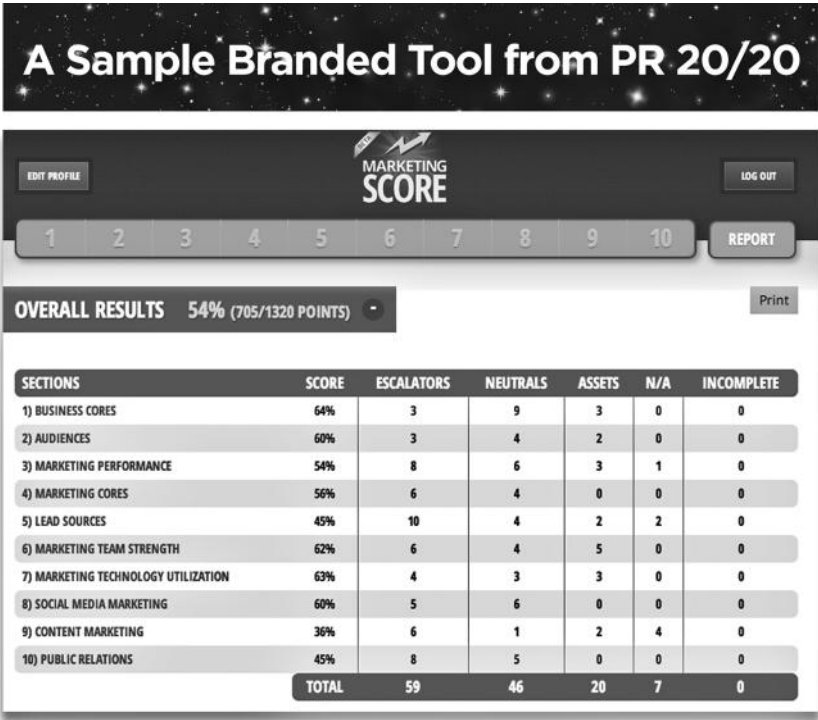 A Sample Branded Tool from PR 20/20
EDIT PROFILE
BETA
MARKETING
SCORE
LOG OUT
1 2 3 4 5 6 7 8 9 10 REPORT
OVERALL RESULTS 54% (705/1320 POINTS) -
Print
SECTIONS SCORE ESCALATORS NEUTRALS ASSETS N/A INCOMPLETE
1) BUSINESS CORES 64% 3 9 3 0 0
2) AUDIENCES 60% 3 4 2 0 0
3) MARKETING PERFORMANCE 54% 8 6 3 1 0
4) MARKETING CORES 56% 6 4 0 0 0
5) LEAD SOURCES 45% 10 4 2 2 0
6) MARKETING TEAM STRENGTH 62% 6 4 5 0 0
7) MARKETING TECHNOLOGY UTILIZATION 63% 4 3 3 0 0
8) SOCIAL MEDIA MARKETING 60% 5 6 0 0 0
9) CONTENT MARKETING 36% 6 1 2 4 0
10) PUBLIC RELATIONS 45% 8 5 0 0 0
TOTAL 59 46 20 7 0